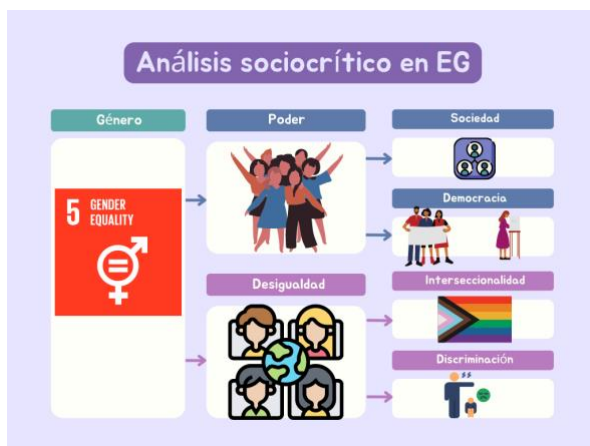 Análisis sociocrítico en EG
Género
Poder
Sociedad
5 GENDER
EQUALITY
Democracia
Desigualdad
Interseccionalidad
Discriminación